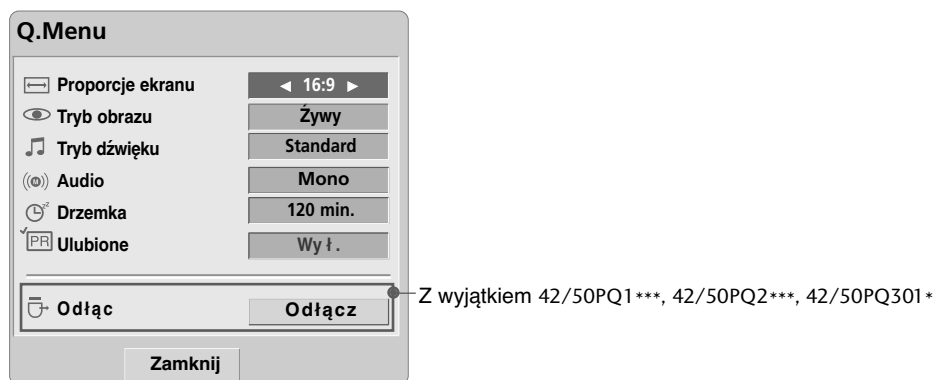 Q.Menu
Proporcje ekranu ◄ 16:9 ►
Tryb obrazu Żywy
Tryb dźwięku Standard
Audio Mono
Drzemka 120 min.
PR Ulubione Wy ł .
Odłąc Odłącz
Z wyjątkiem 42/50PQ1***, 42/50PQ2***, 42/50PQ301*
Zamknij